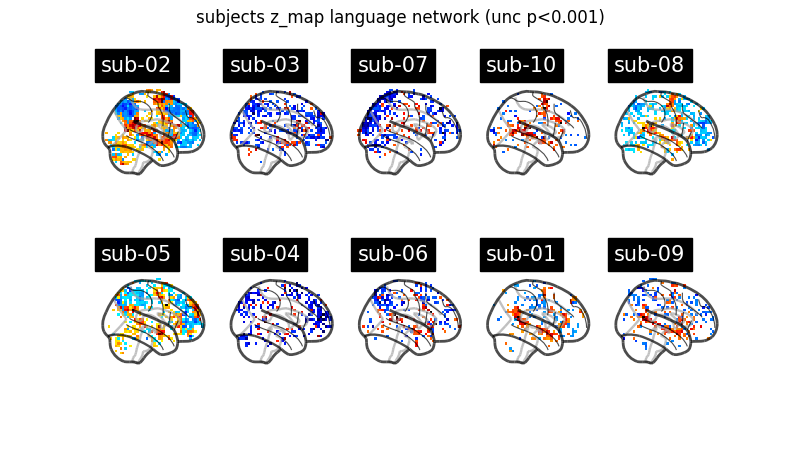 subjects z_map language network (unc p<0.001)
sub-02 sub-03 sub-07 sub-10 sub-08
sub-05 sub-04 sub-06 sub-01 sub-09